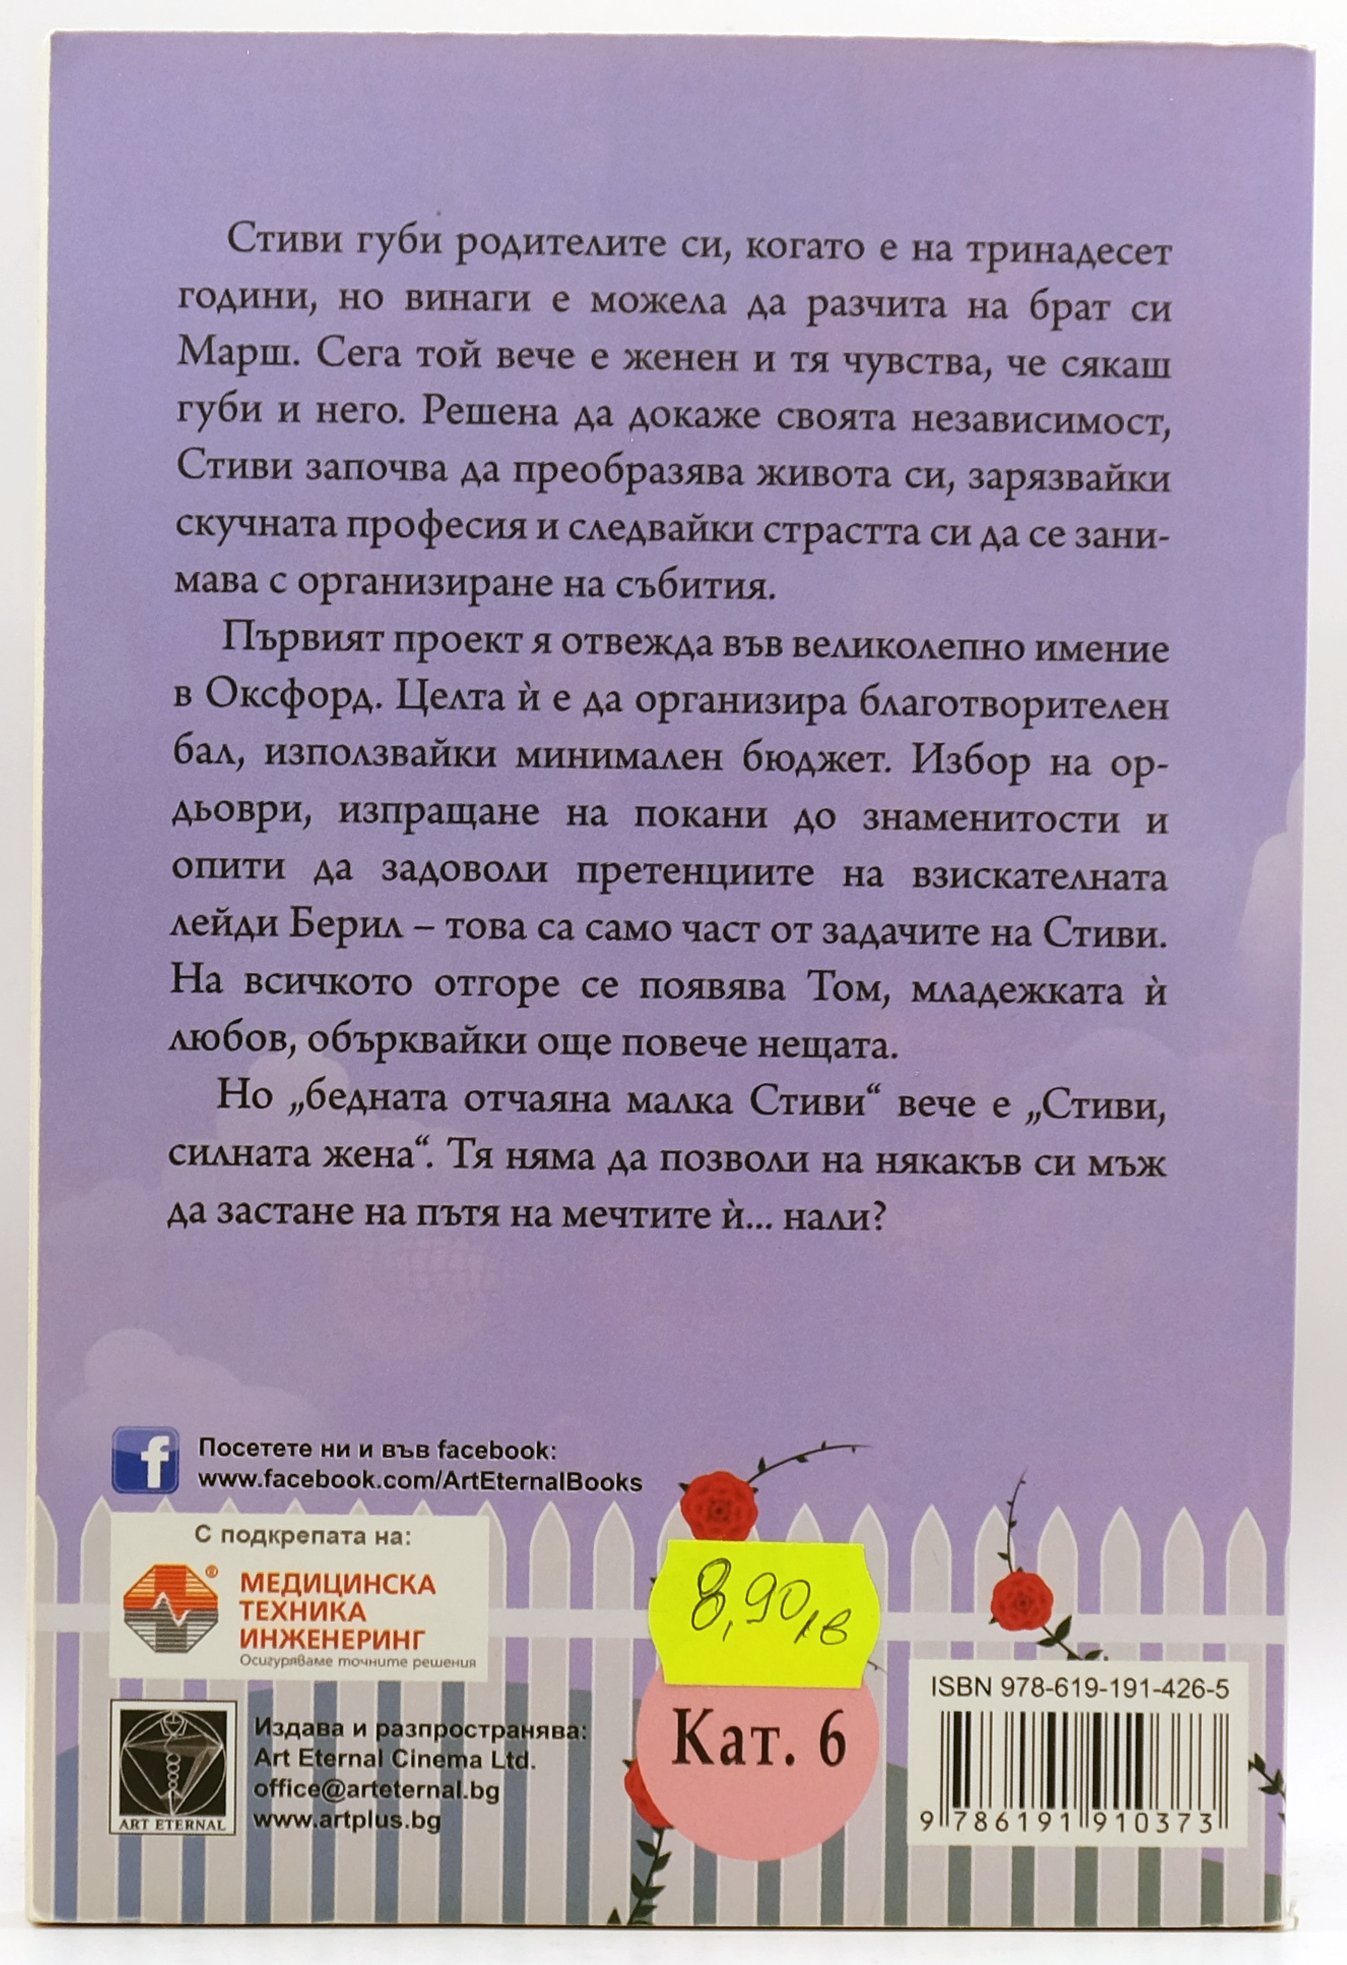 Стиви губи родителите си, когато е на тринадесет
години, но винаги е можела да разчита на брат си
Марш. Сега той вече е женен и тя чувства, че сякаш
губи и него. Решена да докаже своята независимост,
Стиви започва да преобразява живота си, зарязвайки
скучната професия и следвайки страстта си да се зани-
мава с организиране на събития.
Първият проект я отвежда във великолепно имение
в Оксфорд. Целта ѝ е да организира благотворителен
бал, използвайки минимален бюджет. Избор на ор-
дьоври, изпращане на покани до знаменитости и
опити да задоволи претенциите на взискателната
лейди Берил – това са само част от задачите на Стиви.
На всичкото отгоре се появява Том, младежката ѝ
любов, обърквайки още повече нещата.
Но „бедната отчаяна малка Стиви“ вече е „Стиви,
силната жена“. Тя няма да позволи на някакъв си мъж
да застане на пътя на мечтите ѝ... нали?
f
Посетете ни и във facebook:
www.facebook.com/ArtEternalBooks
С подкрепата на:
®
МЕДИЦИНСКА
ТЕХНИКА
ИНЖЕНЕРИНГ
Осигуряваме точните решения
ART ETERNAL
Издава и разпространява:
Art Eternal Cinema Ltd.
office@arteternal.bg
www.artplus.bg
8,90лв
Кат. 6
ISBN 978-619-191-426-5
9 786191 910373